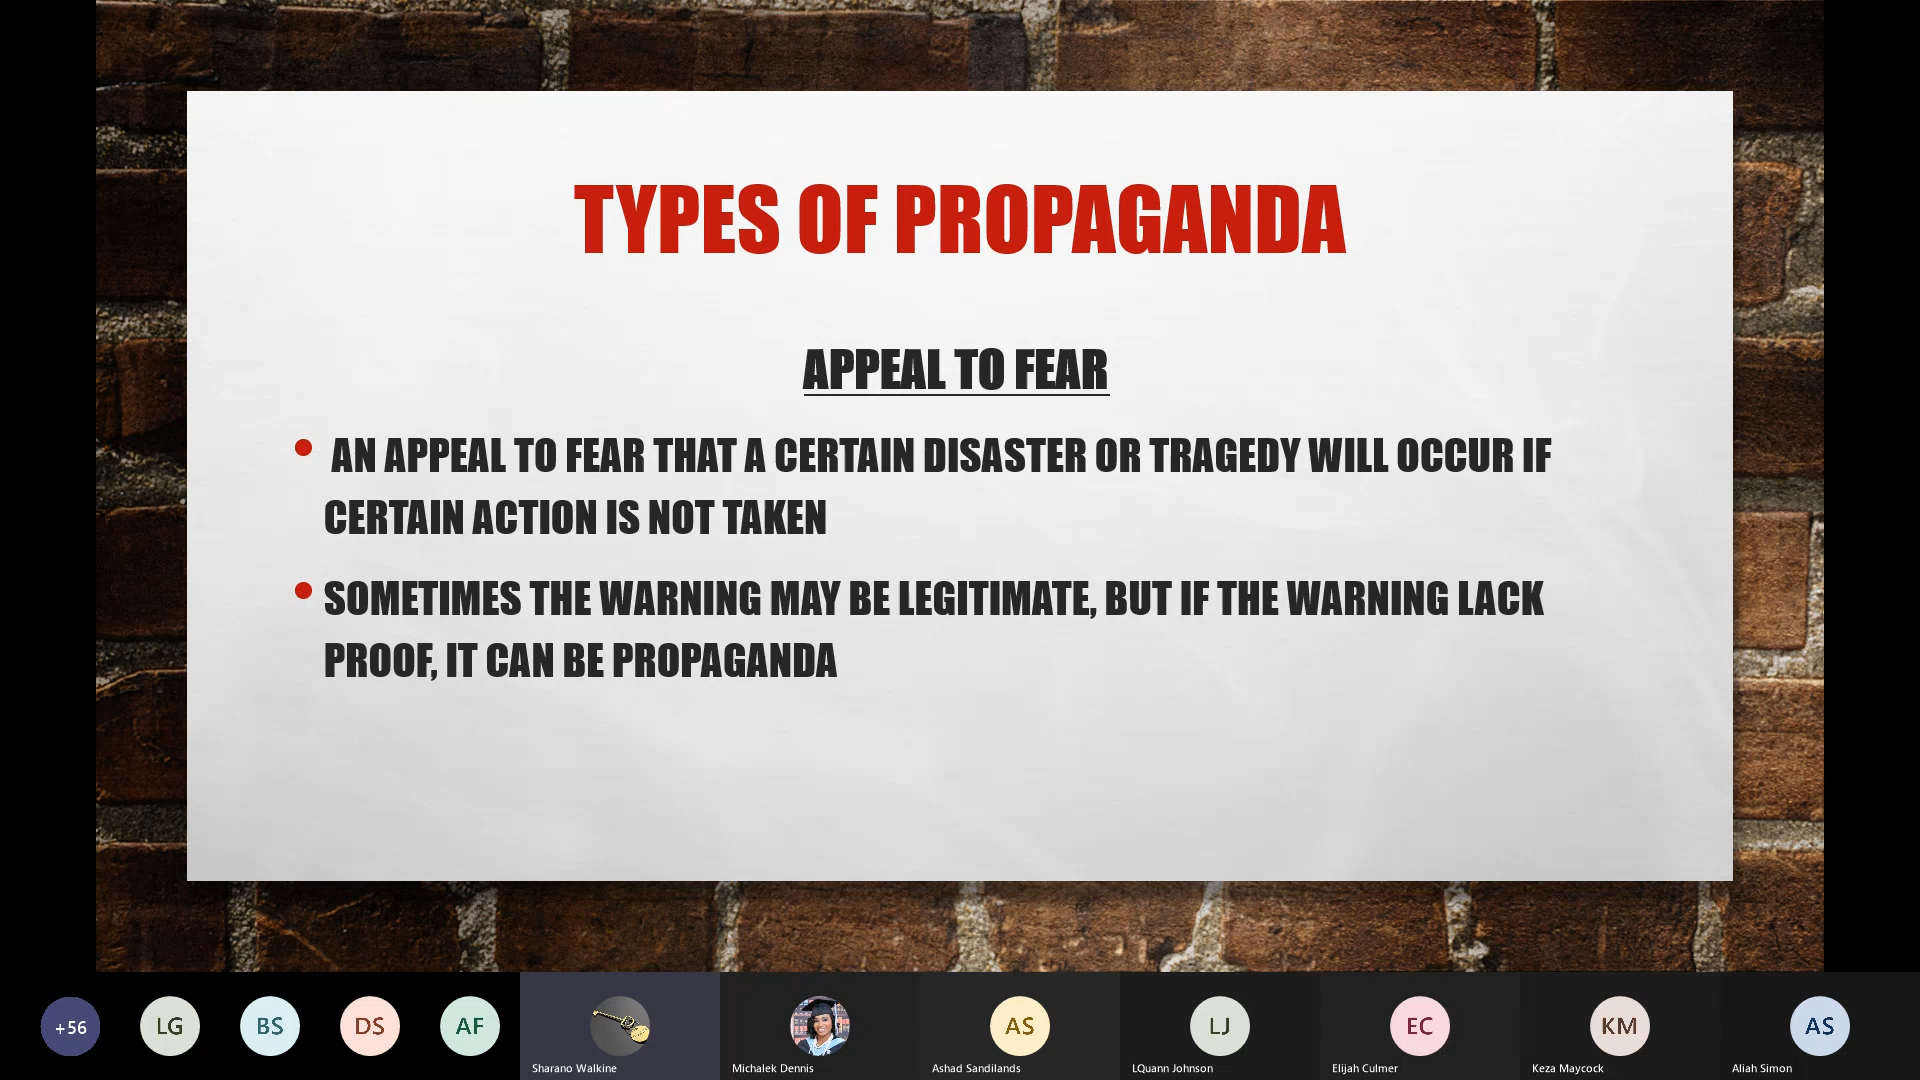 TYPES OF PROPAGANDA
APPEAL TO FEAR
• AN APPEAL TO FEAR THAT A CERTAIN DISASTER OR TRAGEDY WILL OCCUR IF
CERTAIN ACTION IS NOT TAKEN
• SOMETIMES THE WARNING MAY BE LEGITIMATE, BUT IF THE WARNING LACK
PROOF, IT CAN BE PROPAGANDA
+56 LG BS DS AF AS LJ EC KM AS
Sharano Walkine Michalek Dennis Ashad Sandilands LQuann Johnson Elijah Culmer Keza Maycock Aliah Simon